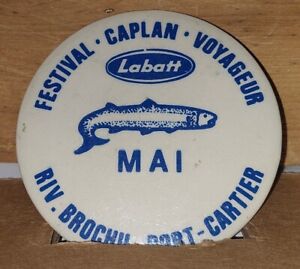 FESTIVAL · CAPLAN · VOYAGEUR
Labatt
MAI
RIV. BROCHU. PORT-CARTIER